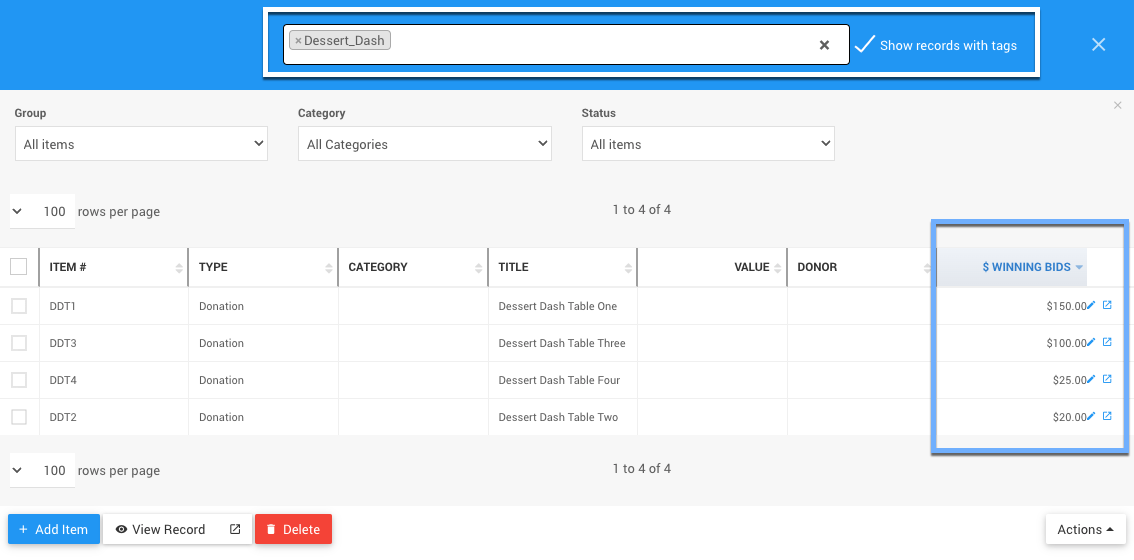 × Dessert_Dash
×
Show records with tags
Group
Category
Status
All items
All Categories
All items
100 rows per page
1 to 4 of 4
ITEM # TYPE CATEGORY TITLE VALUE DONOR $ WINNING BIDS
DDT1 Donation Dessert Dash Table One $150.00
DDT3 Donation Dessert Dash Table Three $100.00
DDT4 Donation Dessert Dash Table Four $25.00
DDT2 Donation Dessert Dash Table Two $20.00
100 rows per page
1 to 4 of 4
+ Add Item
View Record
Delete
Actions